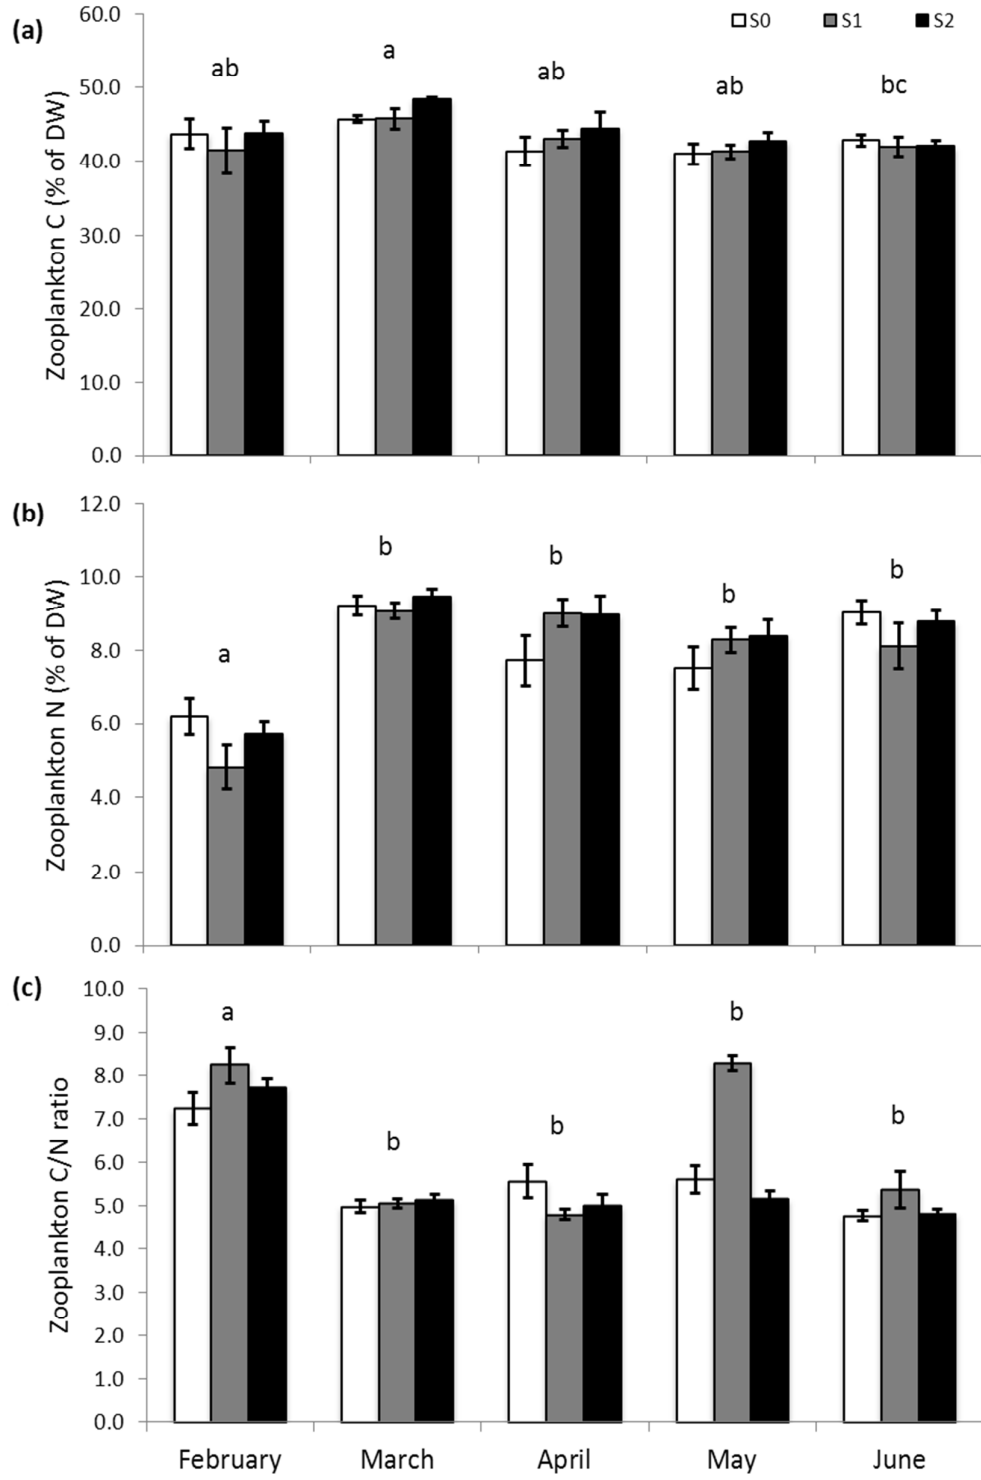 (a)
Zooplankton C (% of DW)
60.0
50.0
40.0
30.0
20.0
10.0
0.0
S0 S1 S2
ab a ab ab bc
(b)
Zooplankton N (% of DW)
12.0
10.0
8.0
6.0
4.0
2.0
0.0
a b b b b
(c)
Zooplankton C/N ratio
10.0
9.0
8.0
7.0
6.0
5.0
4.0
3.0
2.0
1.0
0.0
a b b b b
February March April May June